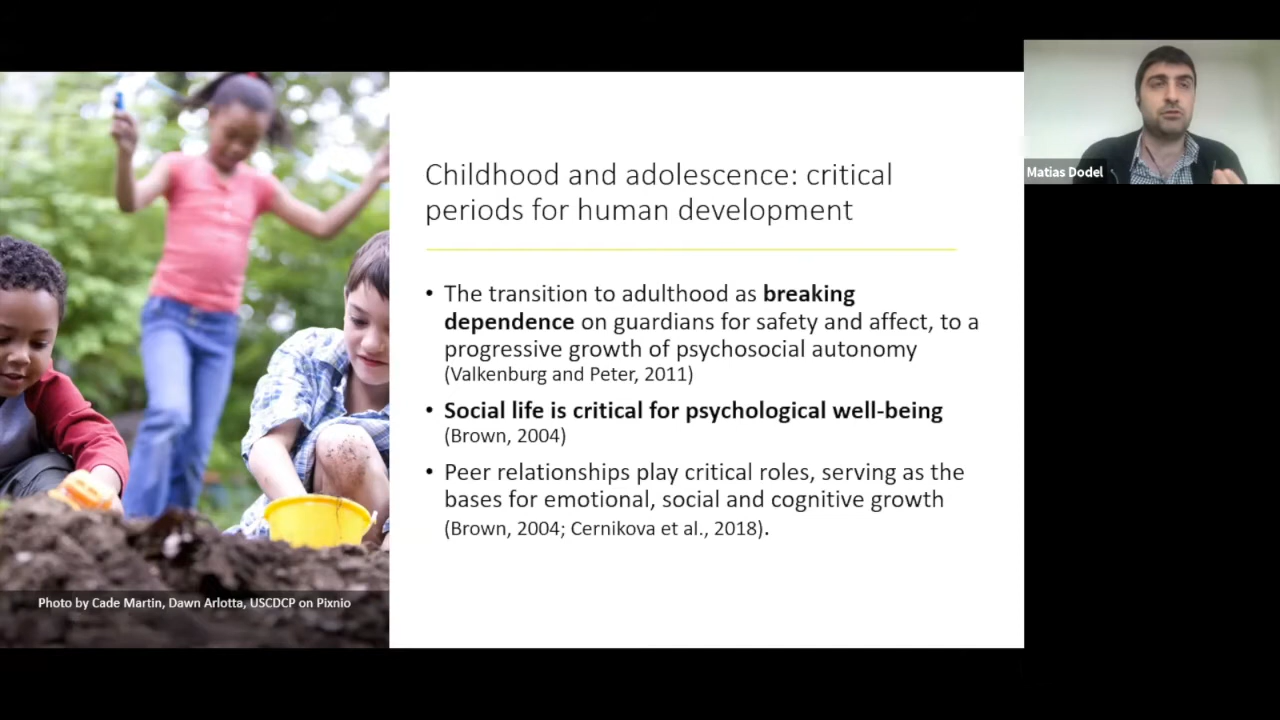 Childhood and adolescence: critical
periods for human development
• The transition to adulthood as breaking
dependence on guardians for safety and affect, to a
progressive growth of psychosocial autonomy
(Valkenburg and Peter, 2011)
• Social life is critical for psychological well-being
(Brown, 2004)
• Peer relationships play critical roles, serving as the
bases for emotional, social and cognitive growth
(Brown, 2004; Cernikova et al., 2018).
Photo by Cade Martin, Dawn Arlotta, USCDCP on Pixnio
Matias Dodel